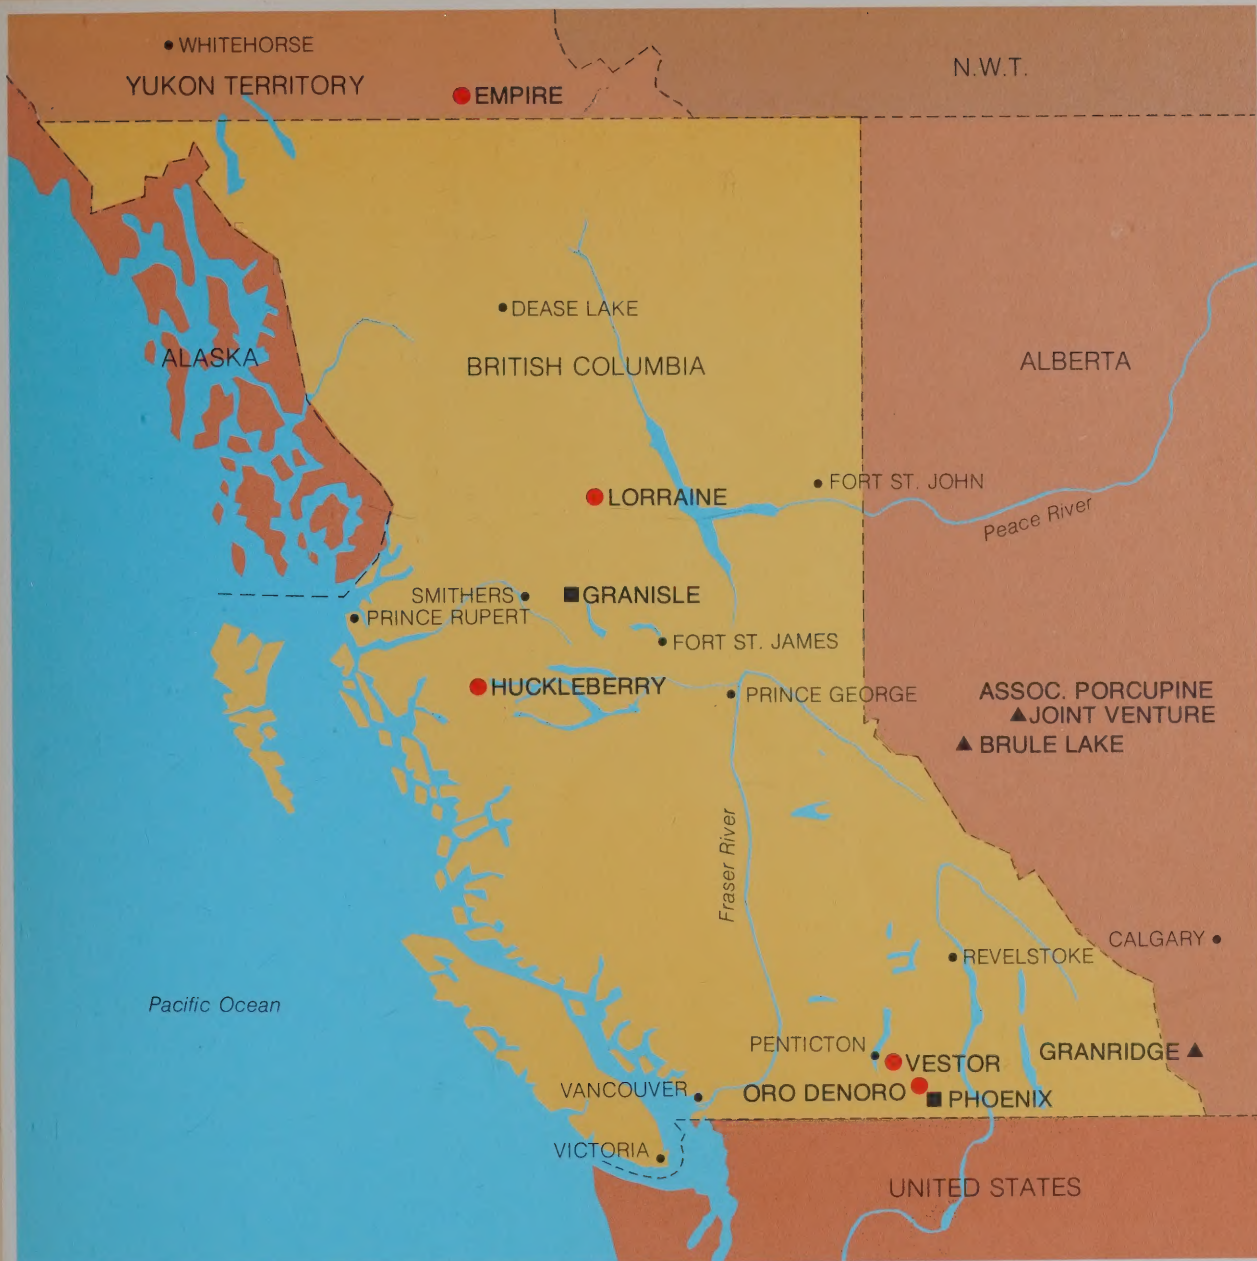 WHITEHORSE
YUKON TERRITORY
N.W.T.
EMPIRE
DEASE LAKE
ALASKA
BRITISH COLUMBIA
ALBERTA
FORT ST. JOHN
LORRAINE
Peace River
SMITHERS
GRANISLE
PRINCE RUPERT
FORT ST. JAMES
HUCKLEBERRY
PRINCE GEORGE
ASSOC. PORCUPINE
JOINT VENTURE
BRULE LAKE
Fraser River
CALGARY
REVELSTOKE
Pacific Ocean
PENTICTON
GRANRIDGE
VESTOR
VANCOUVER
ORO DENORO
PHOENIX
VICTORIA
UNITED STATES